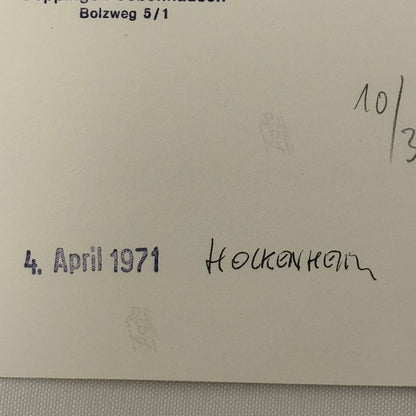 Bolzweg 5/1
10/3
4. April 1971
HOCKENHEIM